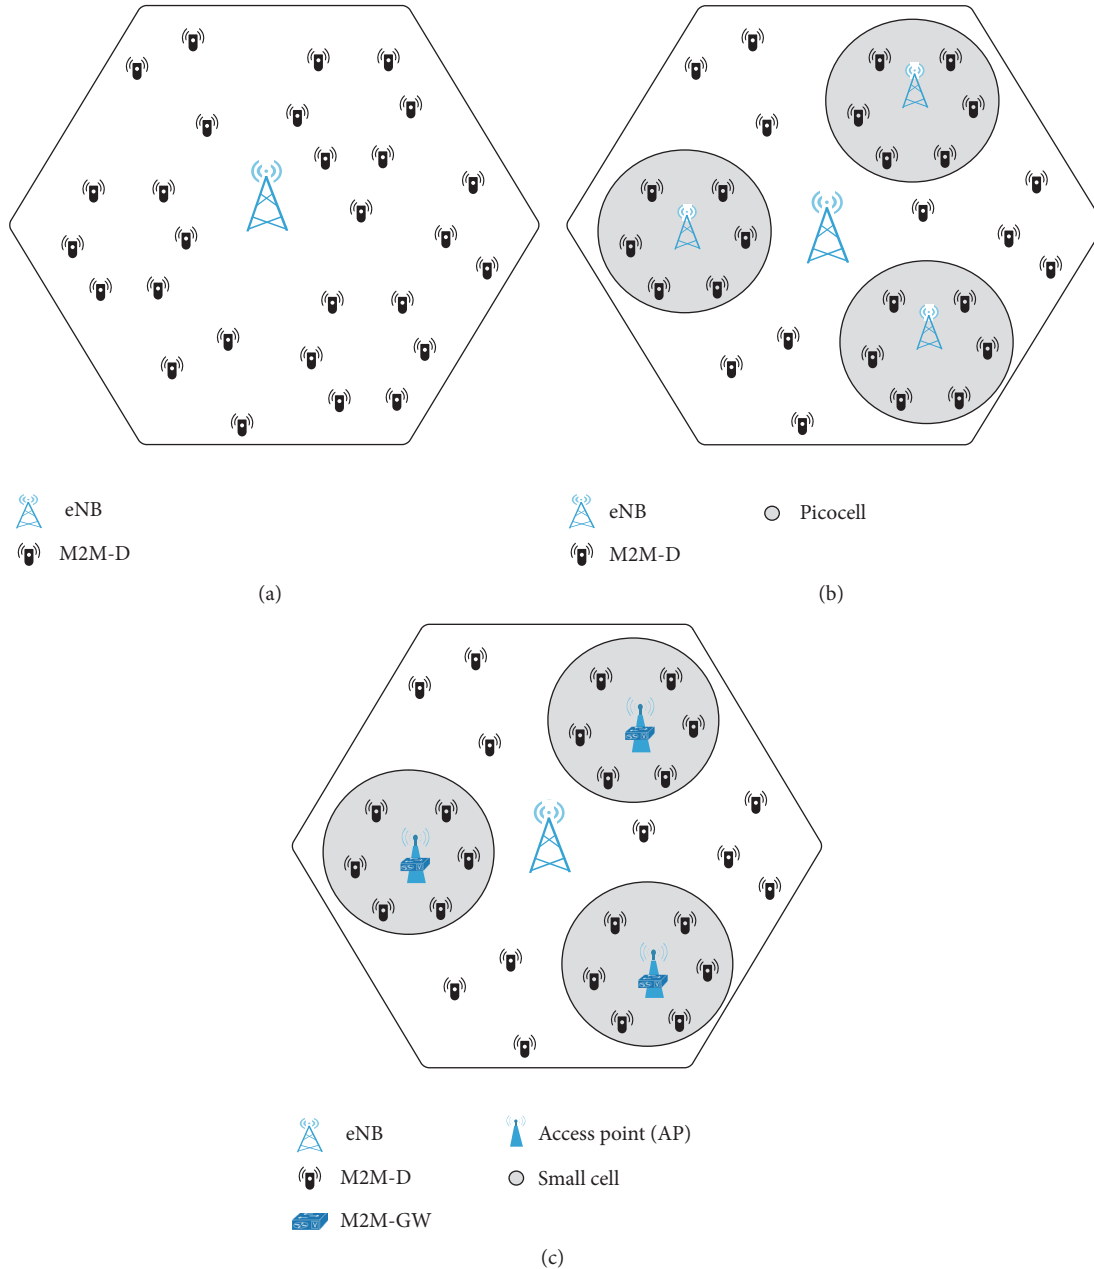 eNB
M2M-D
(a)
eNB
Picocell
M2M-D
(b)
eNB
Access point (AP)
M2M-D
Small cell
M2M-GW
(c)